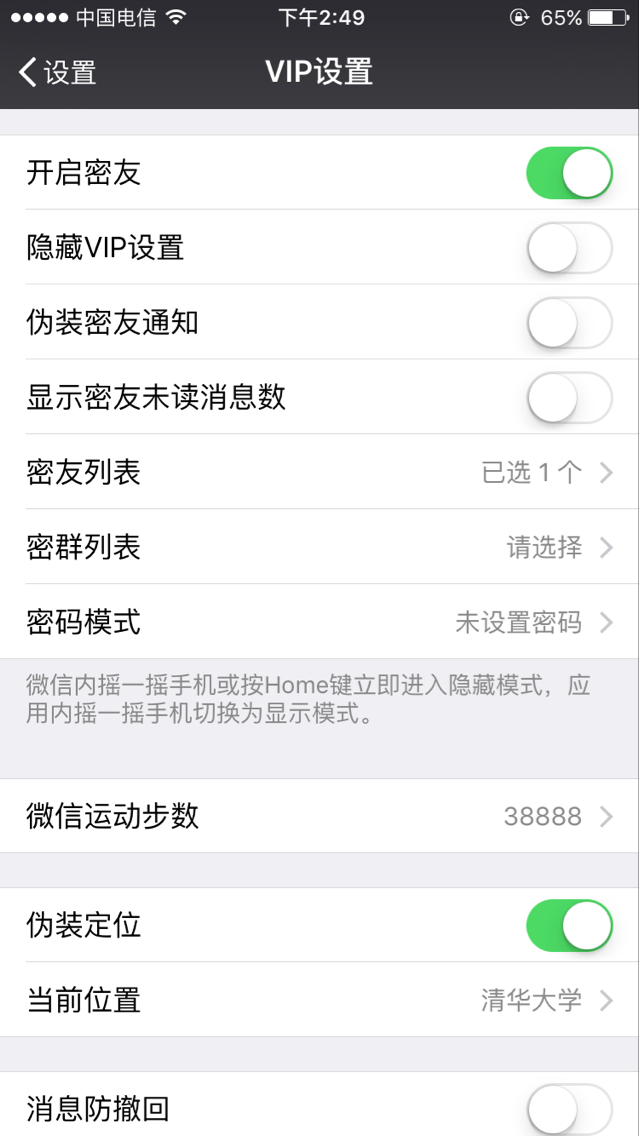 中国电信 下午2:49 65%
设置 VIP设置
开启密友
隐藏VIP设置
伪装密友通知
显示密友未读消息数
密友列表 已选 1 个
密群列表 请选择
密码模式 未设置密码
微信内摇一摇手机或按Home键立即进入隐藏模式，应
用内摇一摇手机切换为显示模式。
微信运动步数 38888
伪装定位
当前位置 清华大学
消息防撤回